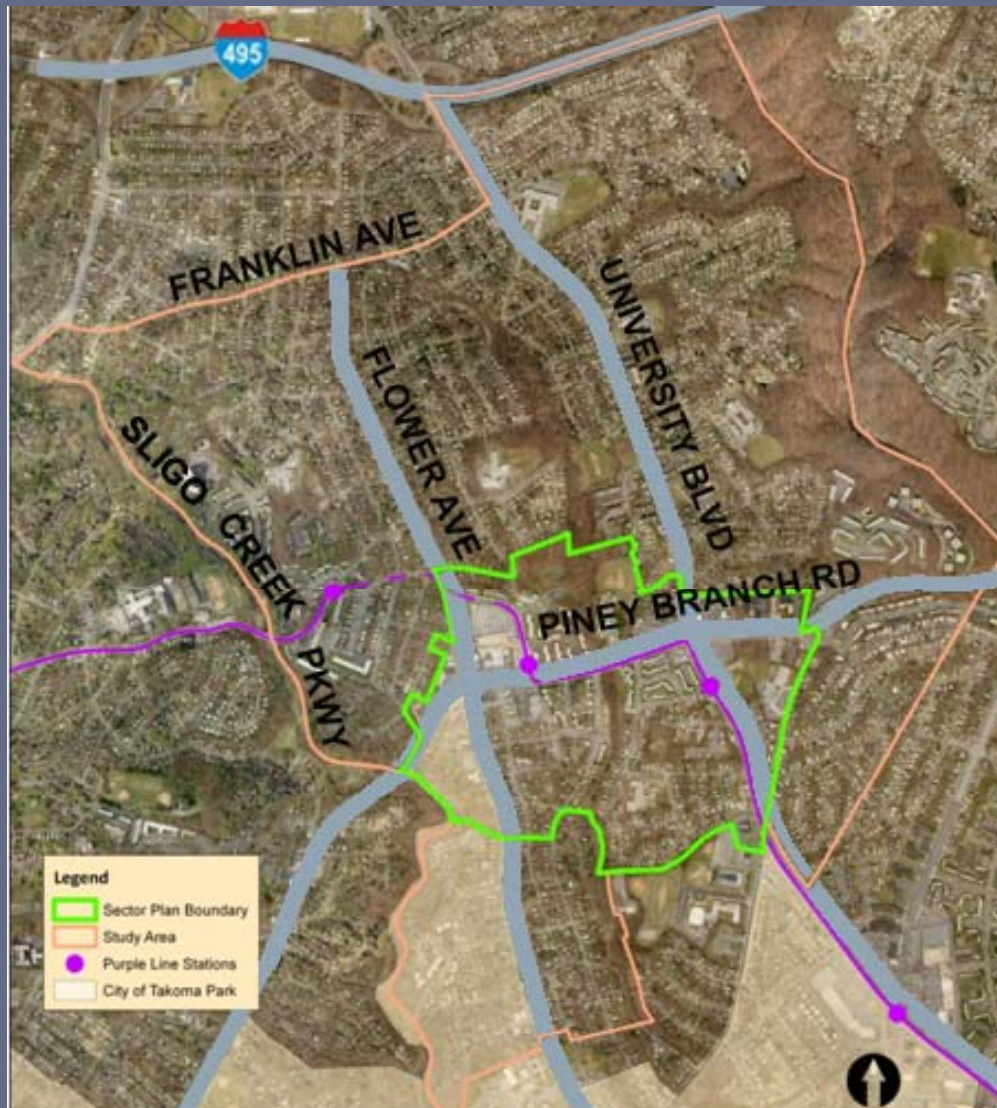 495
FRANKLIN AVE
UNIVERSITY BLVD
FLOWER AVE
SLIGO CREEK PKWY
PINEY BRANCH RD
Legend
Sector Plan Boundary
Study Area
Purple Line Stations
City of Takoma Park